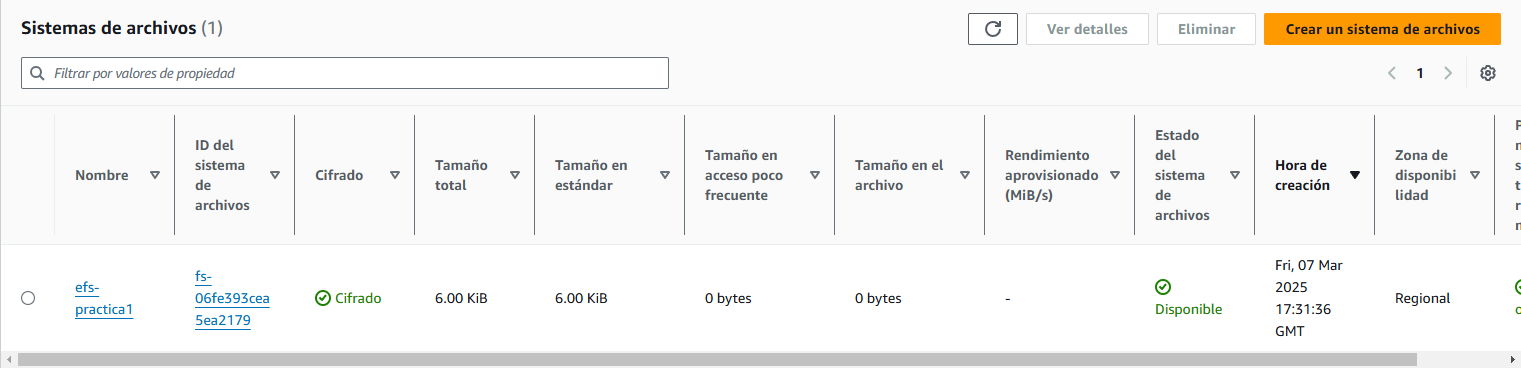 Sistemas de archivos (1)
Ver detalles
Eliminar
Crear un sistema de archivos
Filtrar por valores de propiedad
1
Nombre
ID del
sistema
de
archivos
Cifrado
Tamaño
total
Tamaño en
estándar
Tamaño en
acceso poco
frecuente
Tamaño en el
archivo
Rendimiento
aprovisionado
(MiB/s)
Estado
del
sistema
de
archivos
Hora de
creación
Zona de
disponibi
lidad
efs-
practica1
fs-
06fe393cea
5ea2179
Cifrado
6.00 KiB
6.00 KiB
0 bytes
0 bytes
-
Disponible
Fri, 07 Mar
2025
17:31:36
GMT
Regional